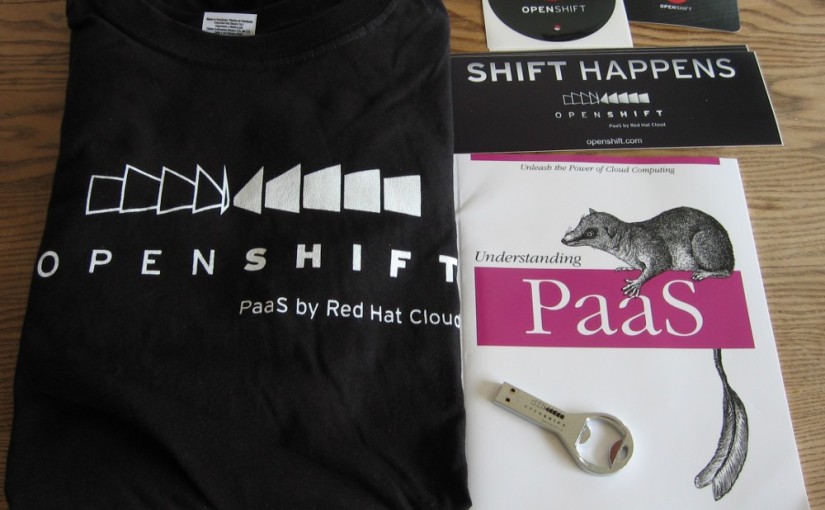 OPENSHIFT
PaaS by Red Hat Cloud
OPENSHIFT
OPENSHIFT
SHIFT HAPPENS
OPENSHIFT
PaaS by Red Hat Cloud
openshift.com
Unleash the Power of Cloud Computing
Understanding
PaaS
OPENSHIFT